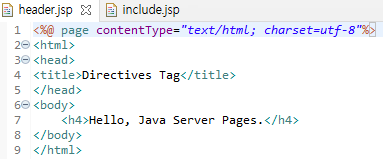 header.jsp include.jsp
1 <%@ page contentType="text/html; charset=utf-8"%>
2 <html>
3 <head>
4 <title>Directives Tag</title>
5 </head>
6 <body>
7 <h4>Hello, Java Server Pages.</h4>
8 </body>
9 </html>